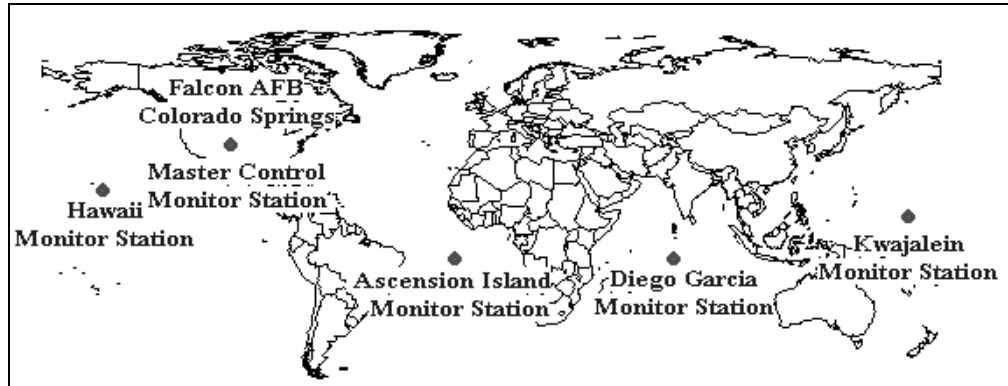 Falcon AFB
Colorado Springs
Master Control
Monitor Station
Hawaii
Monitor Station
Ascension Island
Monitor Station
Diego Garcia
Monitor Station
Kwajalein
Monitor Station